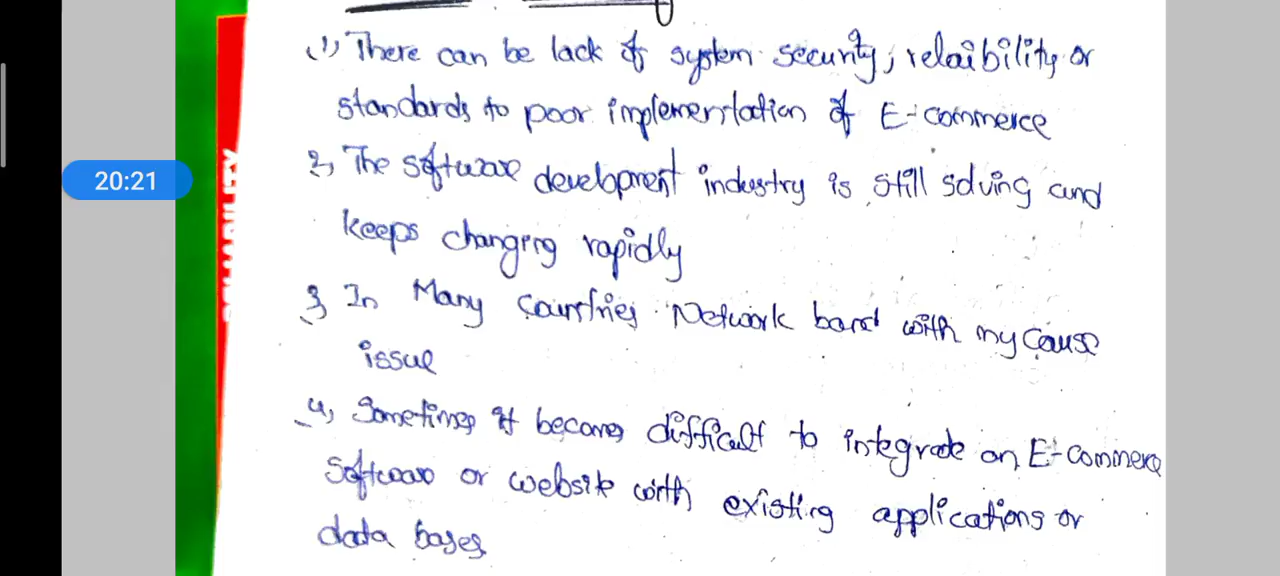 (1) There can be lack of system security, relaibility or
standards to poor implementation of E-commerce
2, The software development industry is still solving and
keeps changing rapidly
3 In Many Countries Network band with my cause
issue
4, Sometimes it becomes difficult to integrate an E-commerce
Software or website with existing applications or
data bases
20:21